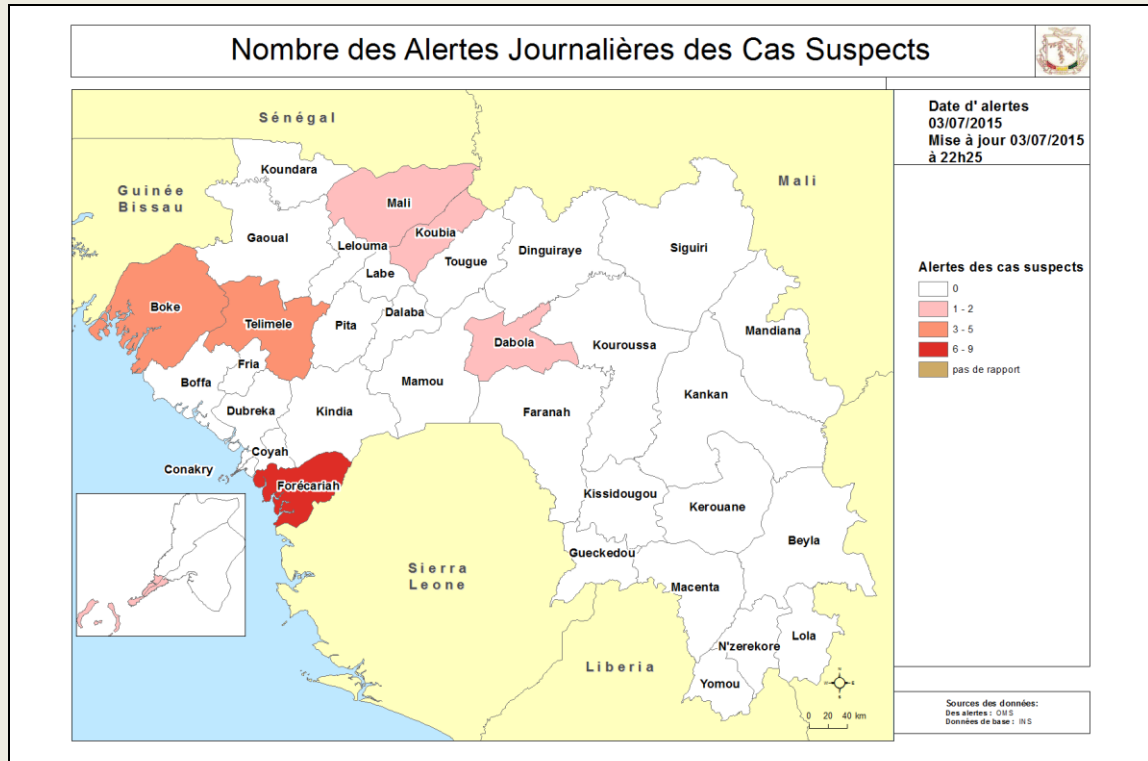 Nombre des Alertes Journalières des Cas Suspects
Date d' alertes
03/07/2015
Mise à jour 03/07/2015
à 22h25
Sénégal
Koundara
Mali
Guinée
Bissau
Mali
Koubia
Gaoual
Lelouma
Siguiri
Dinguiraye
Tougue
Labe
Alertes des cas suspects
0
1 - 2
3 - 5
6 - 9
pas de rapport
Boke
Telimele
Pita
Dalaba
Dabola
Kouroussa
Mandiana
Fria
Boffa
Mamou
Kankan
Dubreka
Kindia
Faranah
Coyah
Conakry
Forécariah
Kissidougou
Kerouane
Beyla
Gueckedou
Sierra
Leone
Macenta
Lola
N'zerekore
Liberia
Yomou
0 20 40 km
Sources des données:
Des alertes : OMS
Données de base : INS